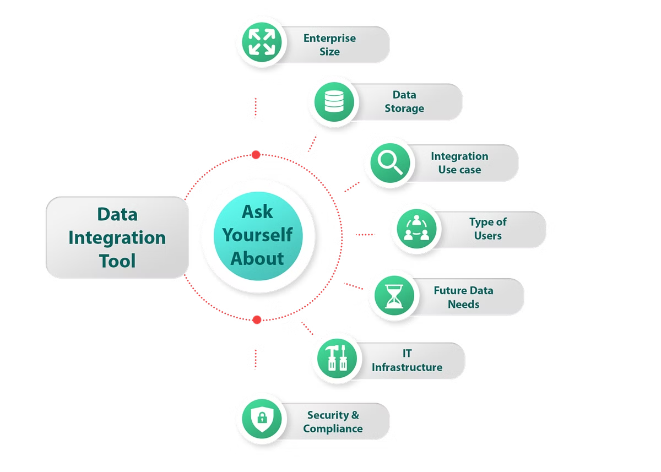 Enterprise
Size
Data
Storage
Integration
Use case
Data
Integration
Tool
Ask
Yourself
About
Type of
Users
Future Data
Needs
IT
Infrastructure
Security &
Compliance